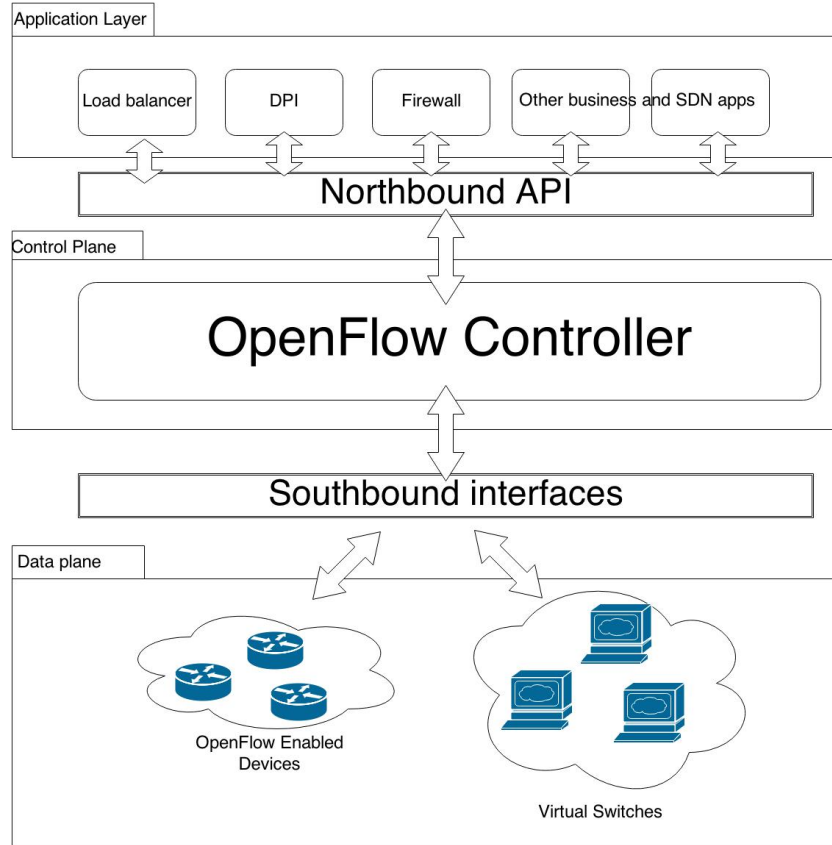 Application Layer
Load balancer
DPI
Firewall
Other business and SDN apps
Northbound API
Control Plane
OpenFlow Controller
Southbound interfaces
Data plane
OpenFlow Enabled
Devices
Virtual Switches